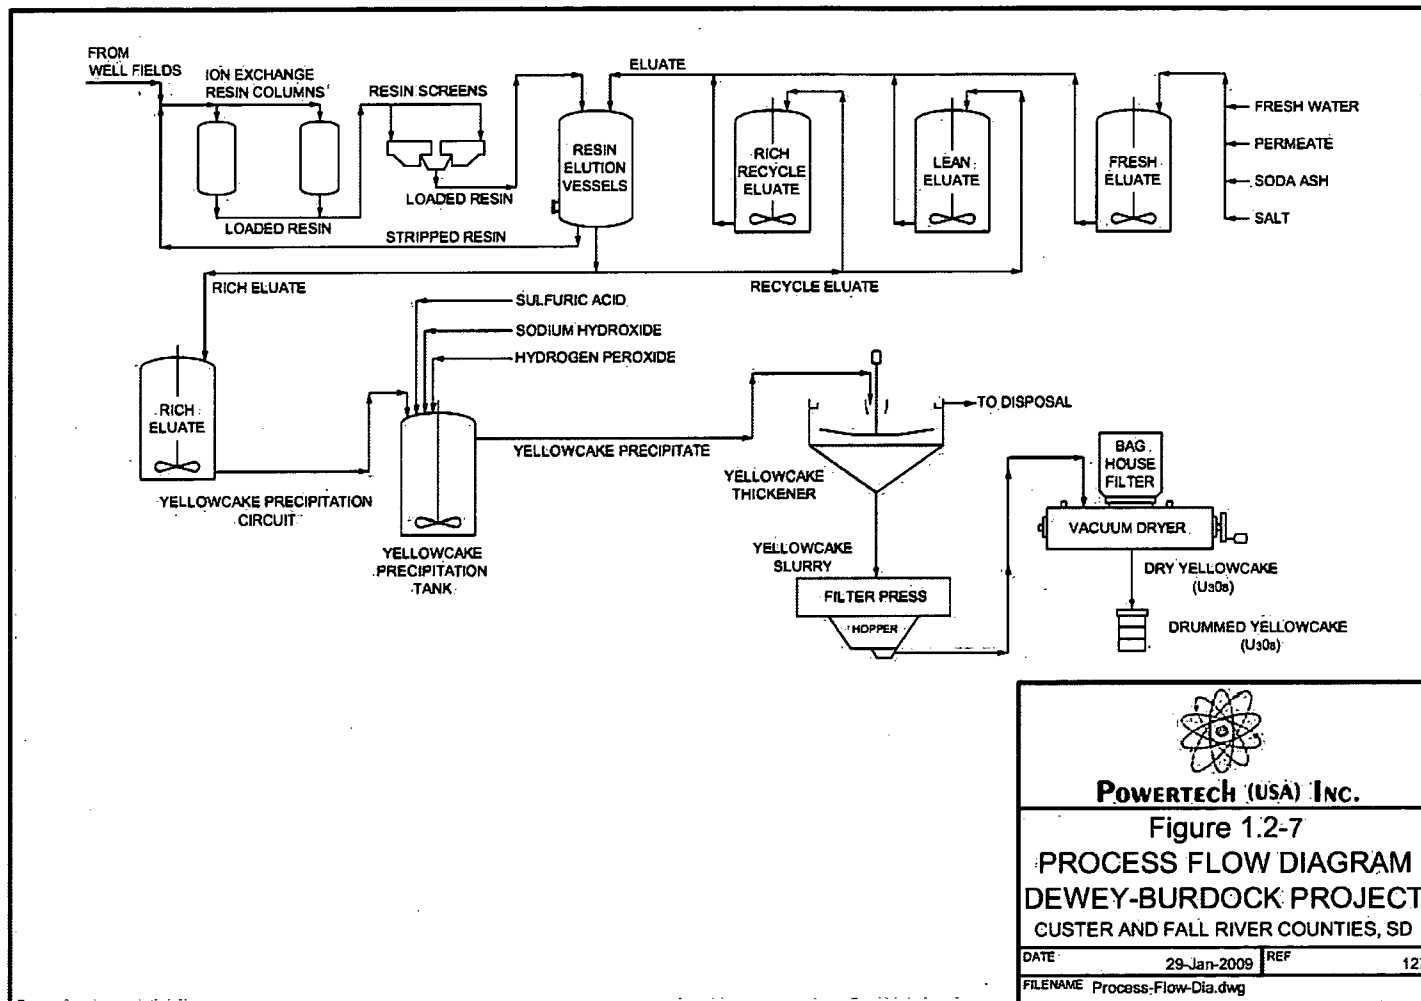 FROM
WELL FIELDS
ION EXCHANGE
RESIN COLUMNS
RESIN SCREENS
ELUATE
FRESH WATER
PERMEATE
SODA ASH
SALT
RESIN
ELUTION
VESSELS
RICH
RECYCLE
ELUATE
LEAN
ELUATE
FRESH
ELUATE
LOADED RESIN
LOADED RESIN
STRIPPED RESIN
RICH ELUATE
RECYCLE ELUATE
SULFURIC ACID
SODIUM HYDROXIDE
HYDROGEN PEROXIDE
RICH
ELUATE
TO DISPOSAL
YELLOWCAKE PRECIPITATE
YELLOWCAKE
THICKENER
YELLOWCAKE PRECIPITATION
CIRCUIT
YELLOWCAKE
PRECIPITATION
TANK
YELLOWCAKE
SLURRY
FILTER PRESS
HOPPER
BAG
HOUSE
FILTER
VACUUM DRYER
DRY YELLOWCAKE
(U3O8)
DRUMMED YELLOWCAKE
(U3O8)
POWERTECH (USA) INC.
Figure 1.2-7
PROCESS FLOW DIAGRAM
DEWEY-BURDOCK PROJECT
CUSTER AND FALL RIVER COUNTIES, SD
DATE 29-Jan-2009 REF
FILENAME Process-Flow-Dia.dwg